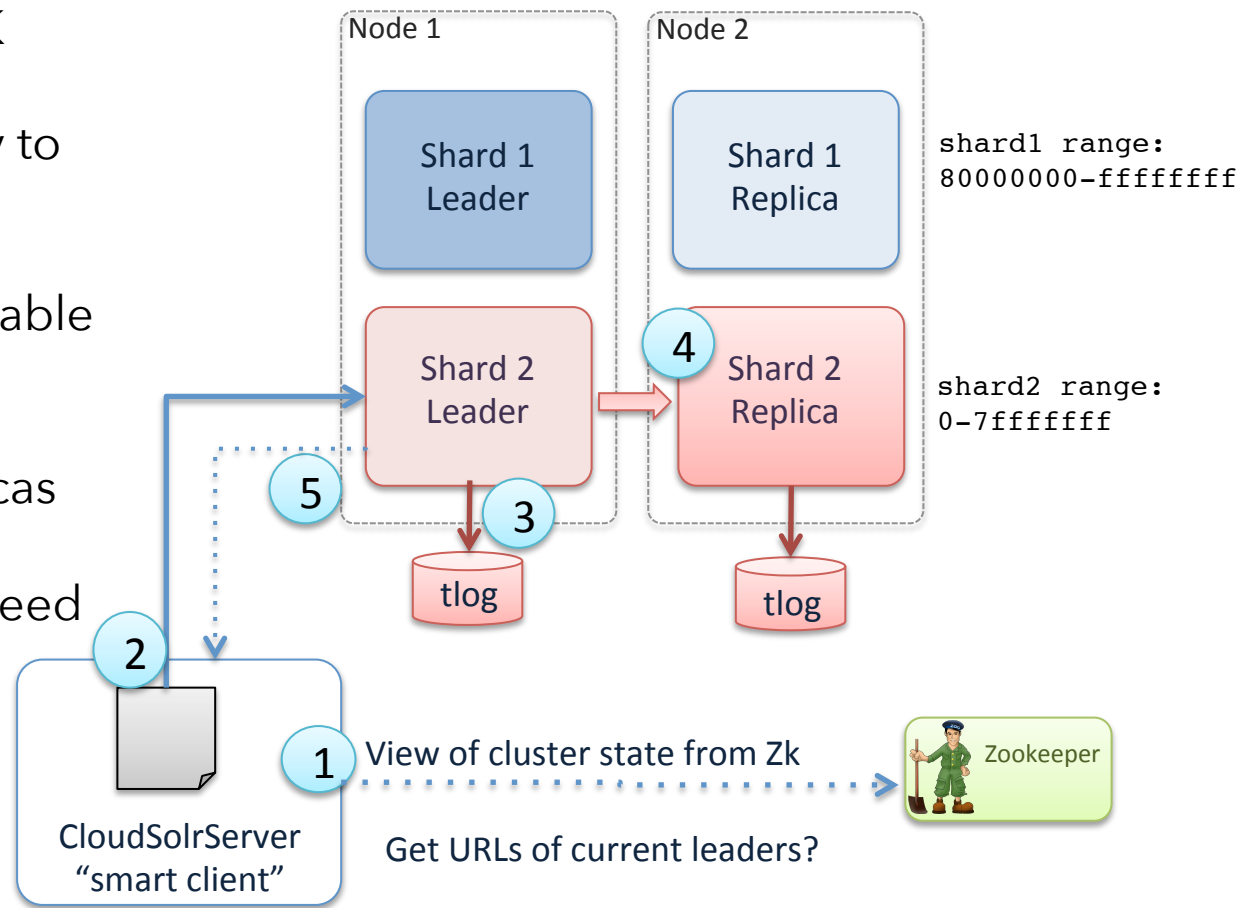 y to
able
cas
eed
Node 1
Node 2
Shard 1
Leader
Shard 1
Replica
shard1 range:
80000000-ffffffff
Shard 2
Leader
4
Shard 2
Replica
shard2 range:
0-7fffffff
5
3
tlog
tlog
2
1
View of cluster state from Zk
Zookeeper
ZOO
CloudSolrServer
“smart client”
Get URLs of current leaders?